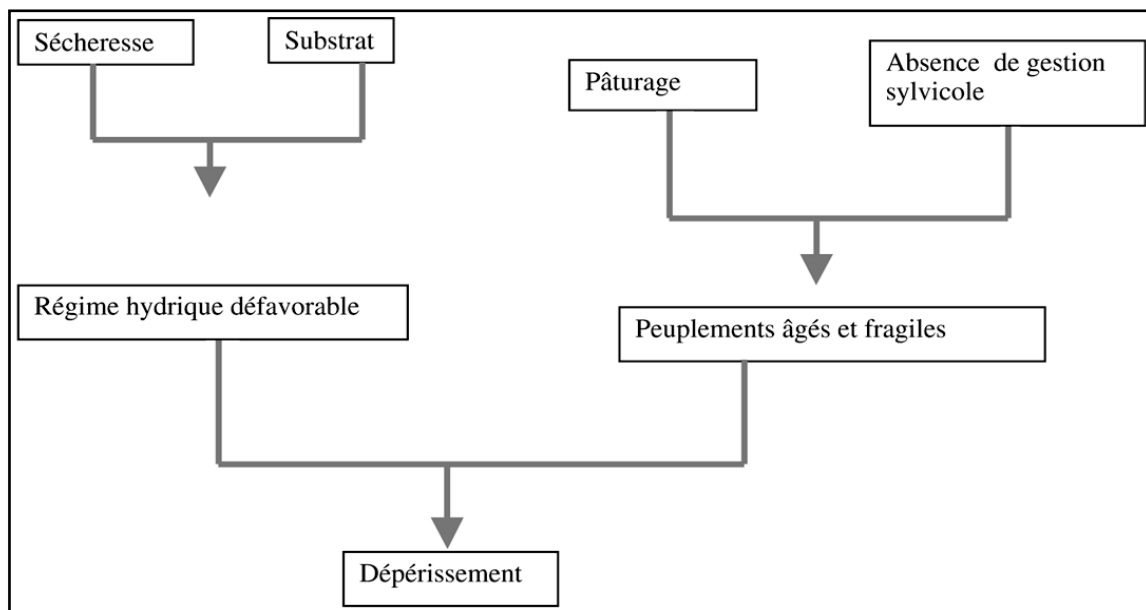 Sécheresse
Substrat
Pâturage
Absence de gestion
sylvicole
Régime hydrique défavorable
Peuplements âgés et fragiles
Dépérissement